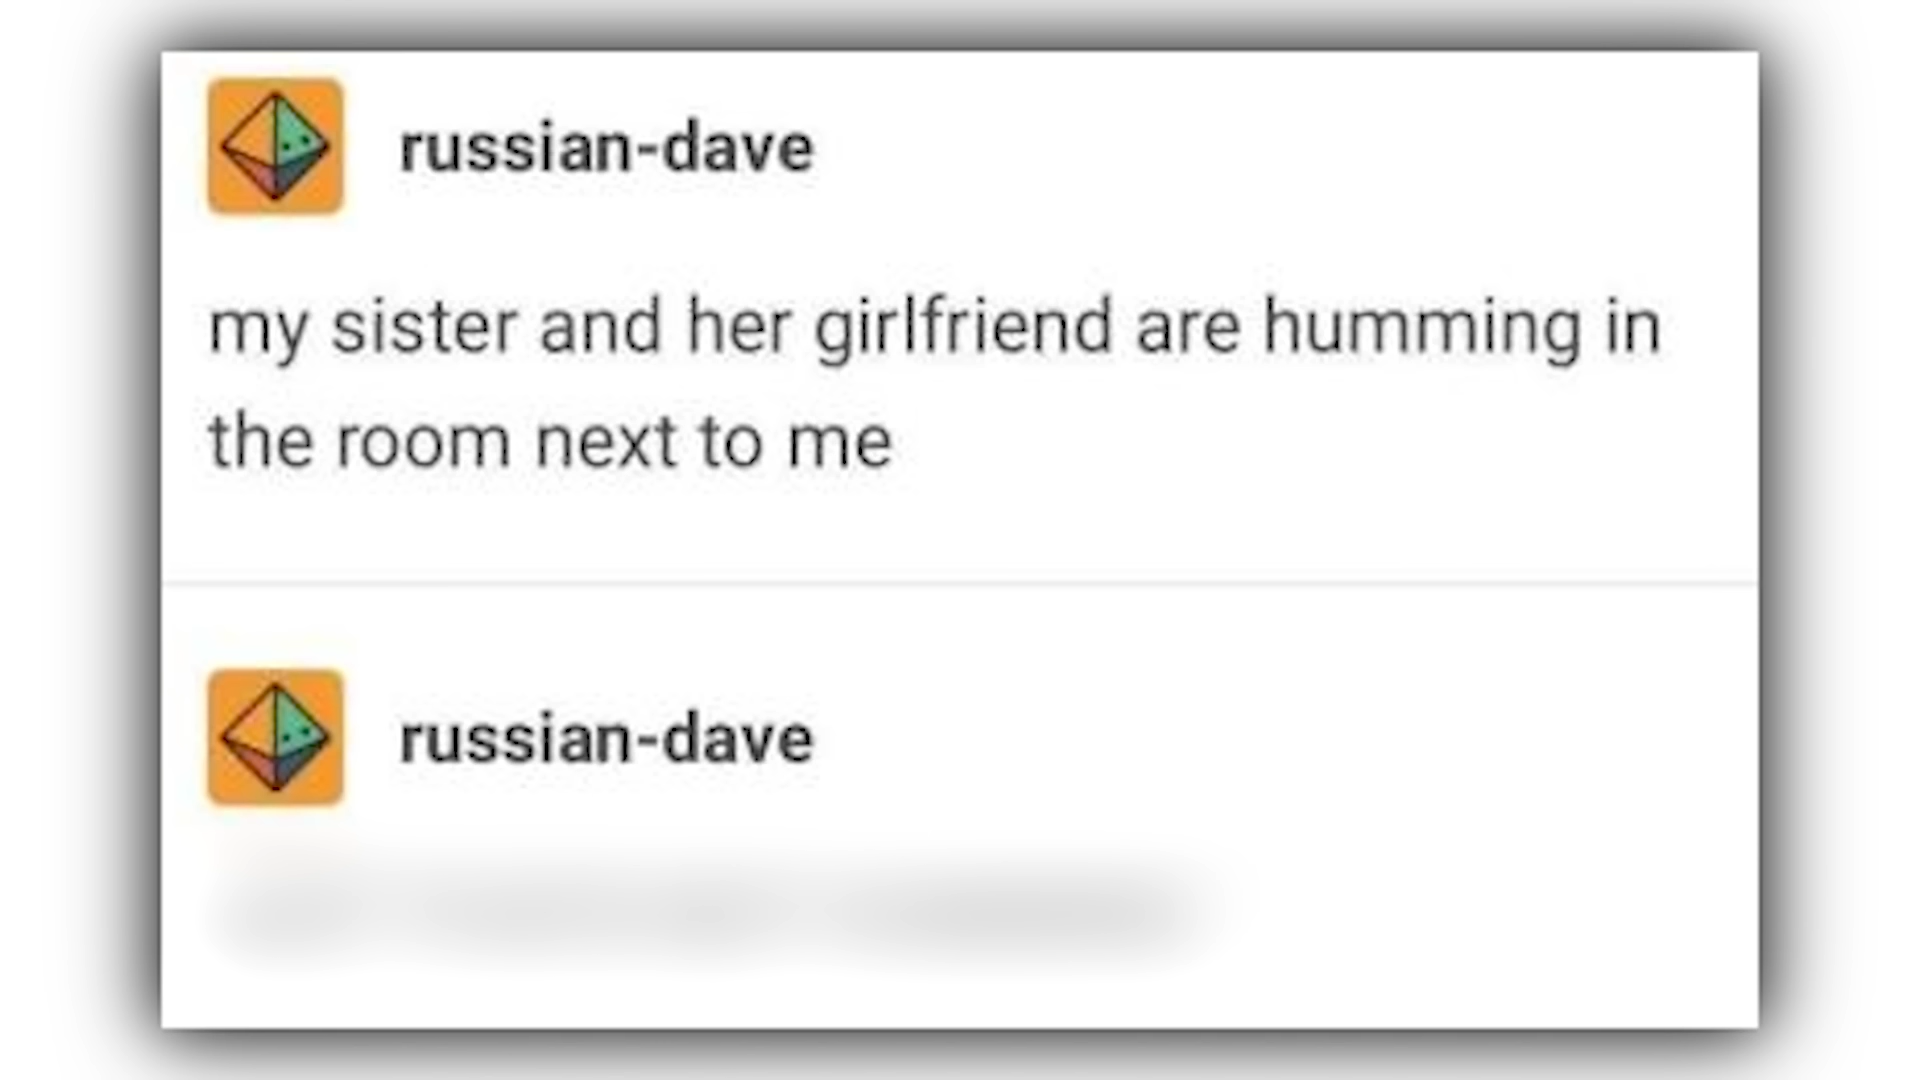 russian-dave
my sister and her girlfriend are humming in
the room next to me
russian-dave